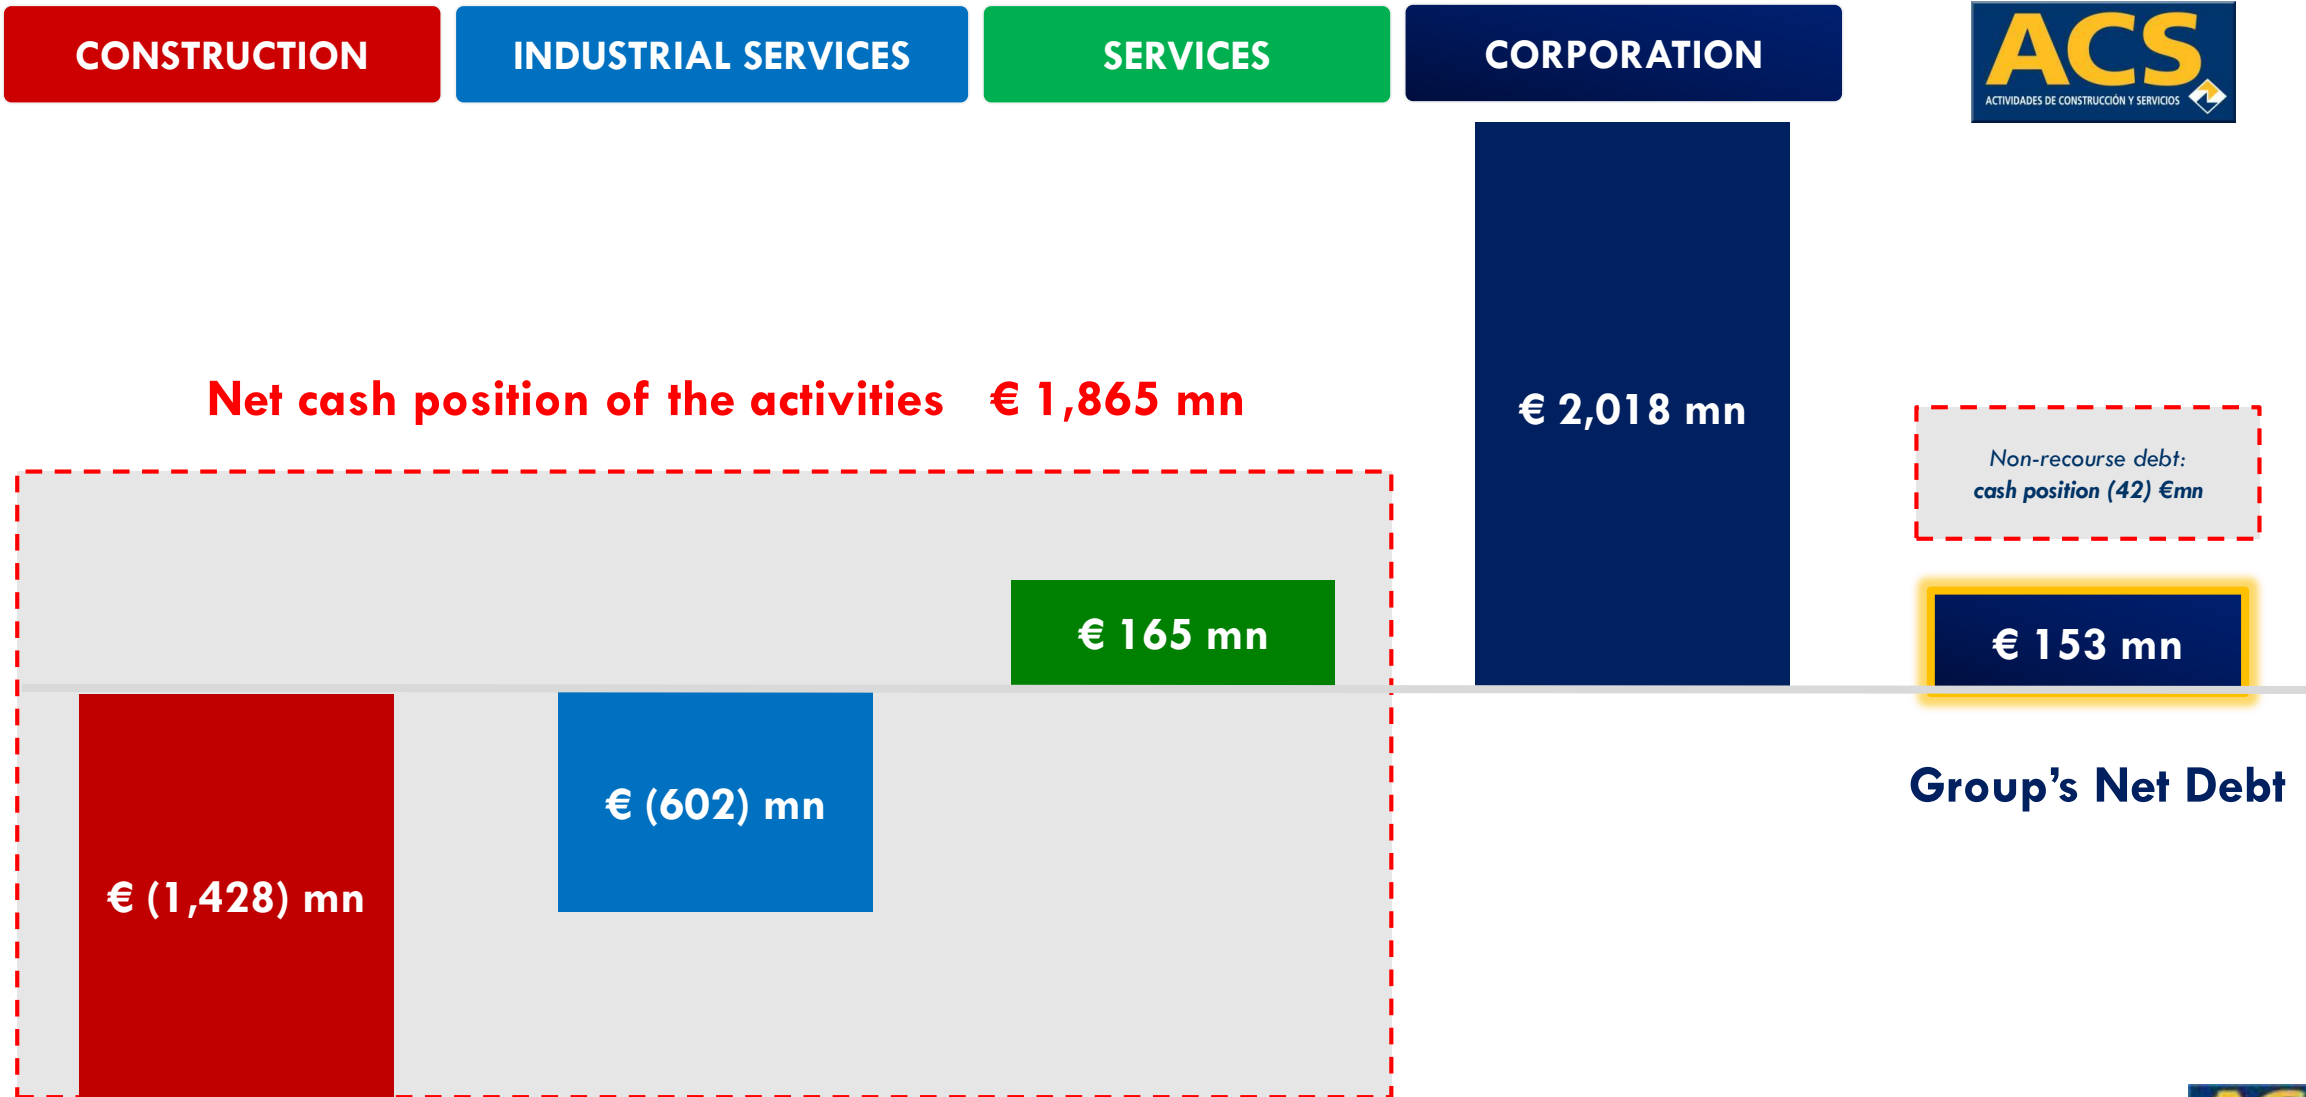 CONSTRUCTION
INDUSTRIAL SERVICES
SERVICES
CORPORATION
ACS
ACTIVIDADES DE CONSTRUCCIÓN Y SERVICIOS
Net cash position of the activities € 1,865 mn
€ 2,018 mn
Non-recourse debt:
cash position (42) €mn
€ 165 mn
€ 153 mn
Group’s Net Debt
€ (602) mn
€ (1,428) mn